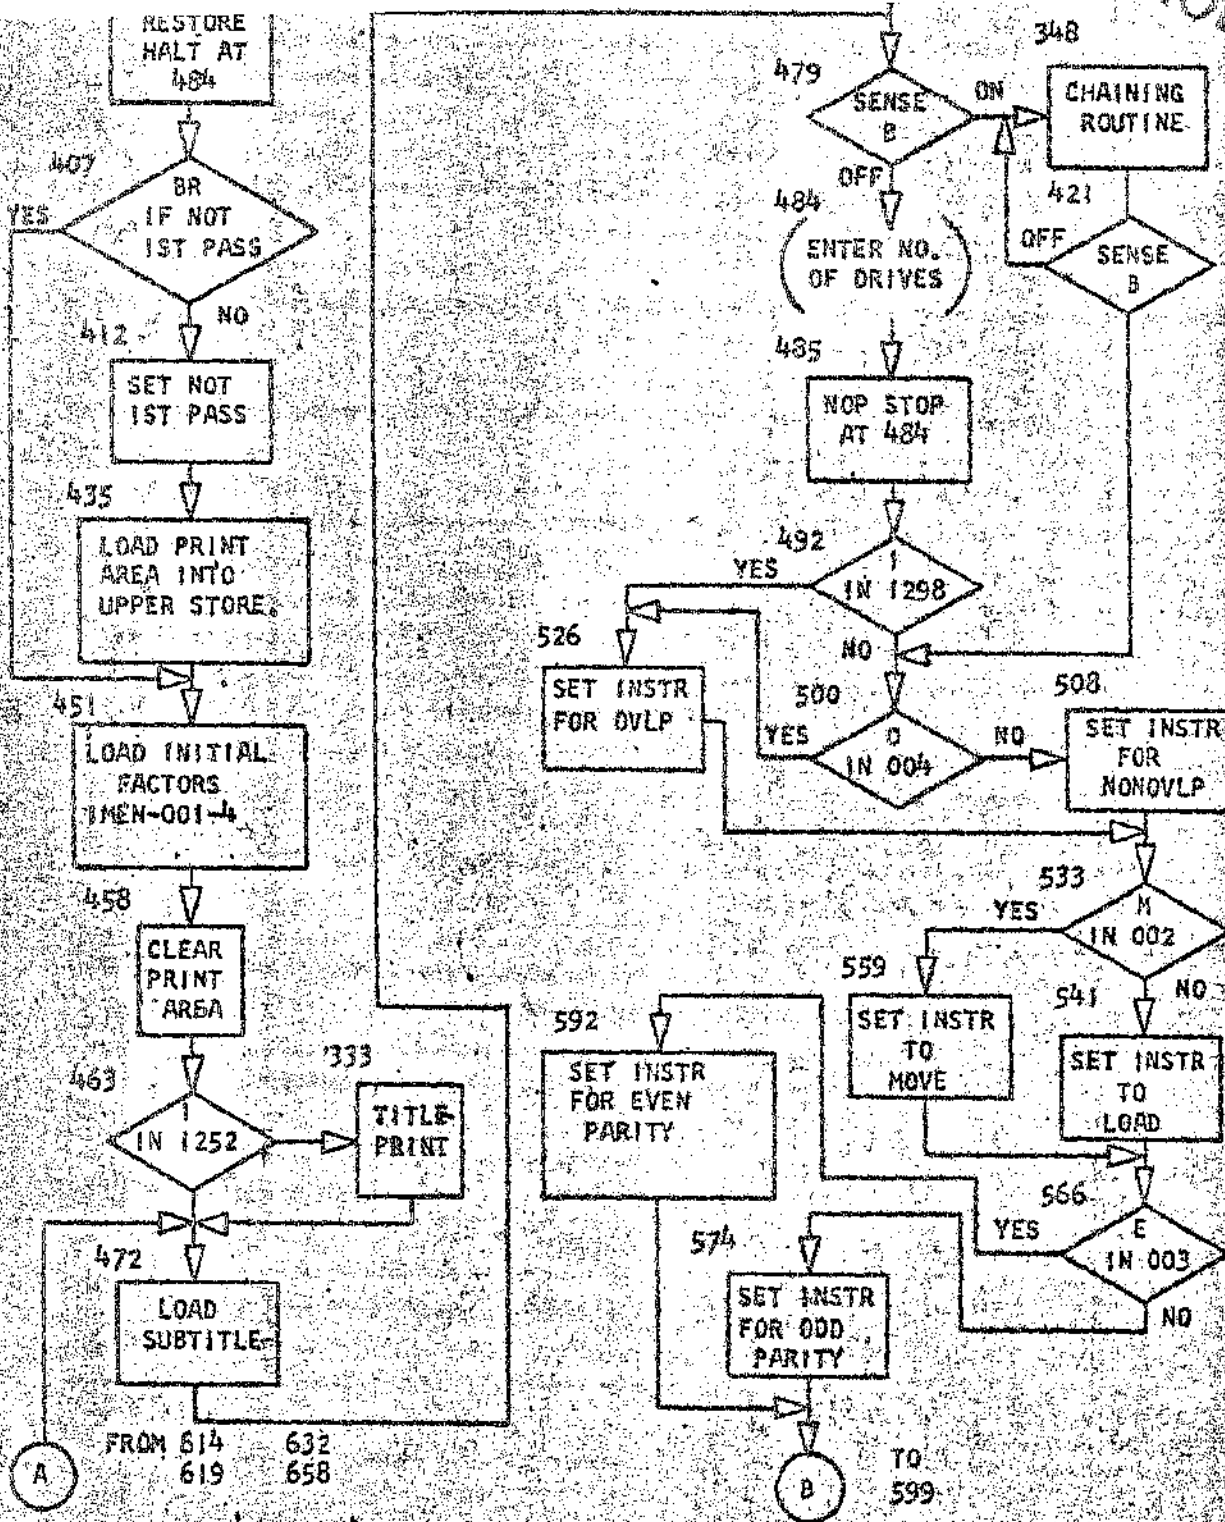 RESTORE
HALT AT
484
407
BR
IF NOT
1ST PASS
YES
NO
412
SET NOT
1ST PASS
435
LOAD PRINT
AREA INTO
UPPER STORE.
451
LOAD INITIAL
FACTORS
1MEN-001-4
458
CLEAR
PRINT
AREA
463
1
IN 1252
333
TITLE
PRINT
472
LOAD
SUBTITLE
A
FROM 614 632
619 658
479
SENSE
B
ON
OFF
348
CHAINING
ROUTINE
421
SENSE
B
OFF
484
(ENTER NO.
OF DRIVES)
485
NOP STOP
AT 484
492
1
IN 1298
YES
NO
526
SET INSTR
FOR OVLP
500
O
IN 004
YES
NO
508
SET INSTR
FOR
NONOVLP
533
M
IN 002
YES
NO
559
SET INSTR
TO
MOVE
541
SET INSTR
TO
LOAD
566
E
IN 003
YES
NO
592
SET INSTR
FOR EVEN
PARITY
574
SET INSTR
FOR ODD
PARITY
B
TO
599